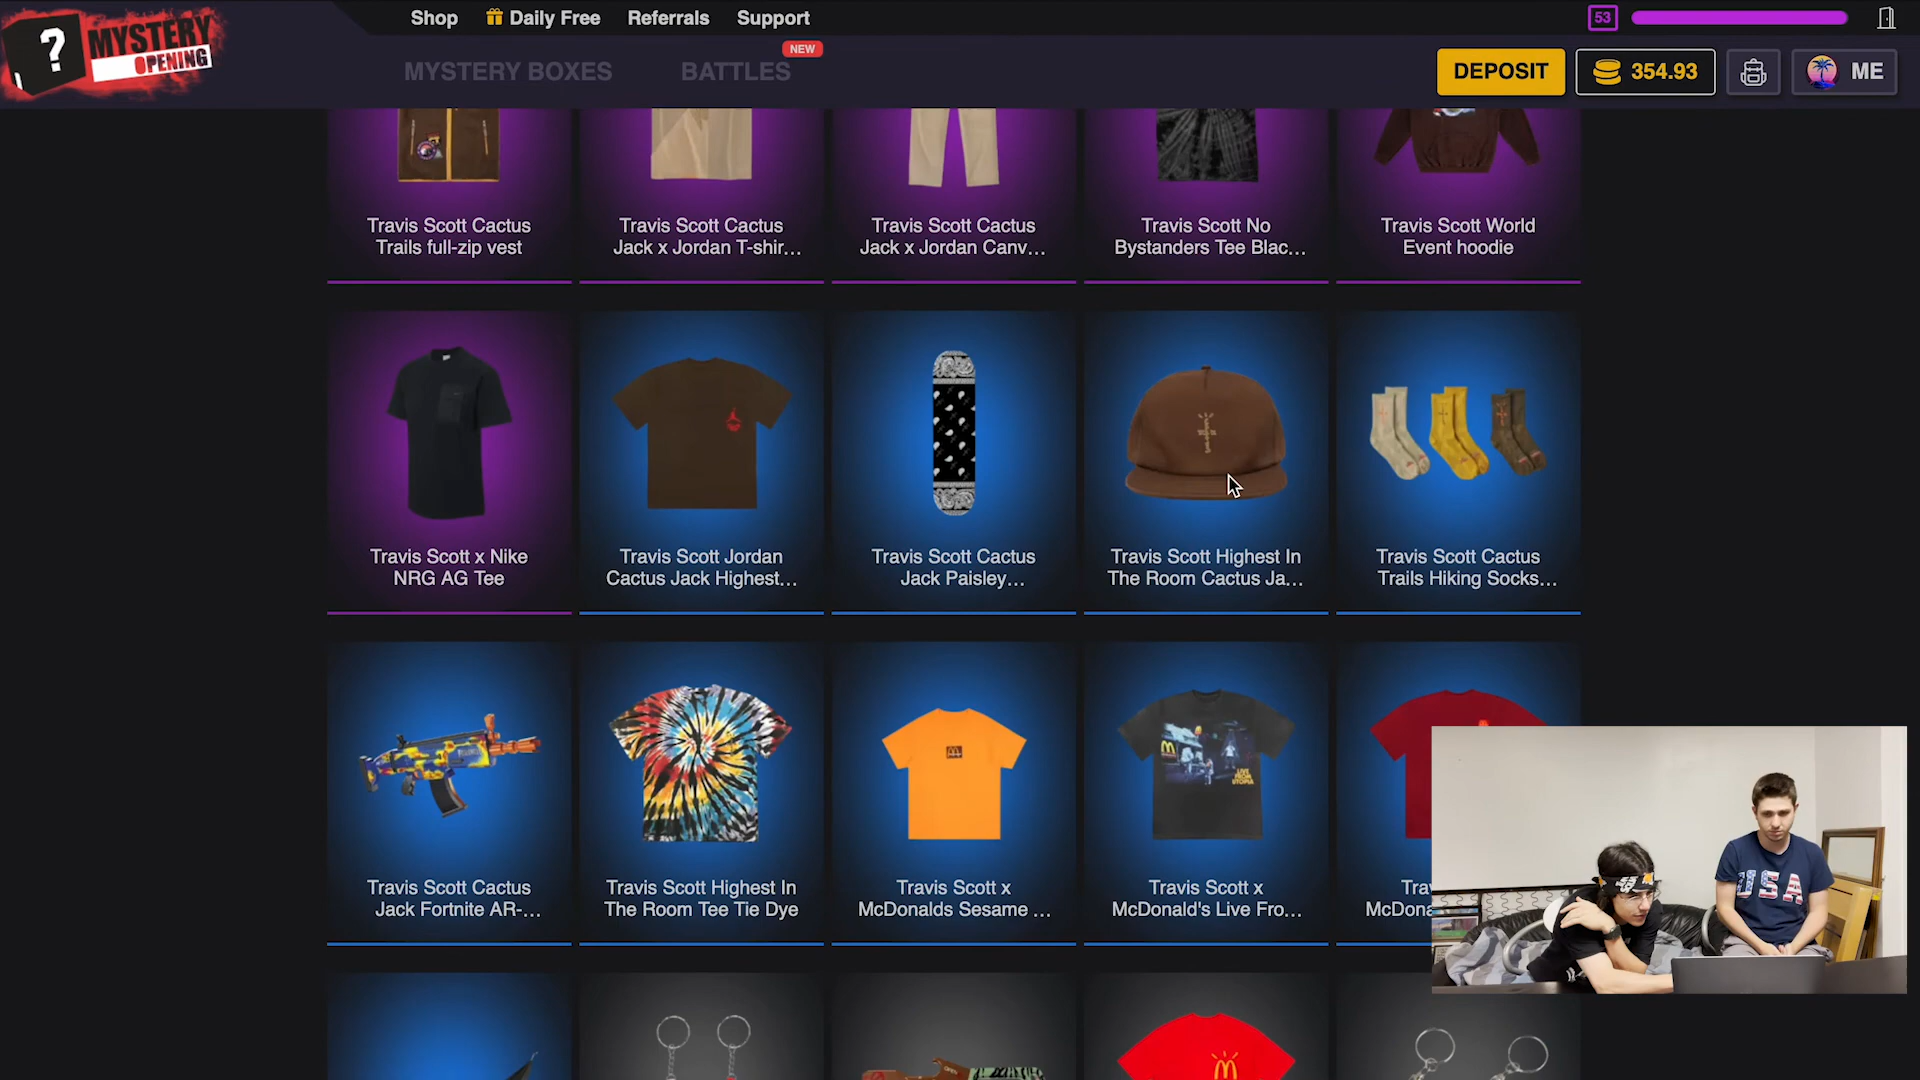 ?
MYSTERY
OPENING
Shop
Daily Free
Referrals
Support
53
MYSTERY BOXES
BATTLES
NEW
DEPOSIT
354.93
ME
Travis Scott Cactus
Trails full-zip vest
Travis Scott Cactus
Jack x Jordan T-shir...
Travis Scott Cactus
Jack x Jordan Canv...
Travis Scott No
Bystanders Tee Blac...
Travis Scott World
Event hoodie
Travis Scott x Nike
NRG AG Tee
Travis Scott Jordan
Cactus Jack Highest...
Travis Scott Cactus
Jack Paisley...
Travis Scott Highest In
The Room Cactus Ja...
Travis Scott Cactus
Trails Hiking Socks...
LIVE
FROM
UTOPIA
Travis Scott Cactus
Jack Fortnite AR-...
Travis Scott Highest In
The Room Tee Tie Dye
Travis Scott x
McDonalds Sesame ...
Travis Scott x
McDonald's Live Fro...
USA